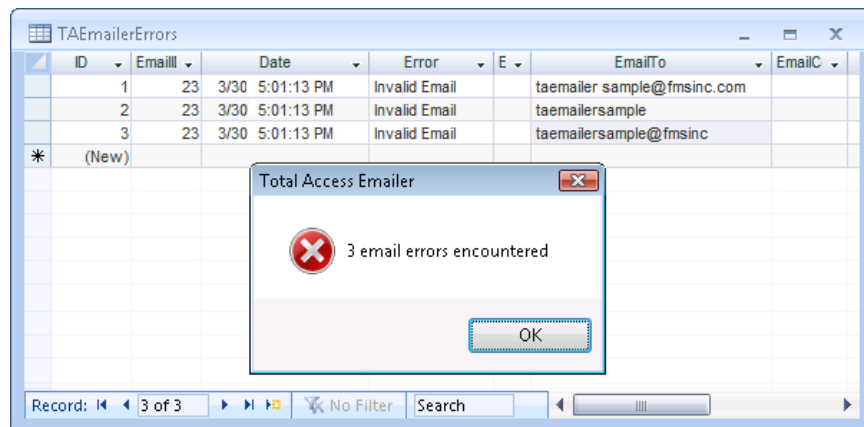 TAEmailerErrors
ID EmailI Date Error E EmailTo EmailC
1 23 3/30 5:01:13 PM Invalid Email taemailer sample@fmsinc.com
2 23 3/30 5:01:13 PM Invalid Email taemailersample
3 23 3/30 5:01:13 PM Invalid Email taemailersample@fmsinc
(New)
Total Access Emailer
3 email errors encountered
OK
Record: 3 of 3 No Filter Search